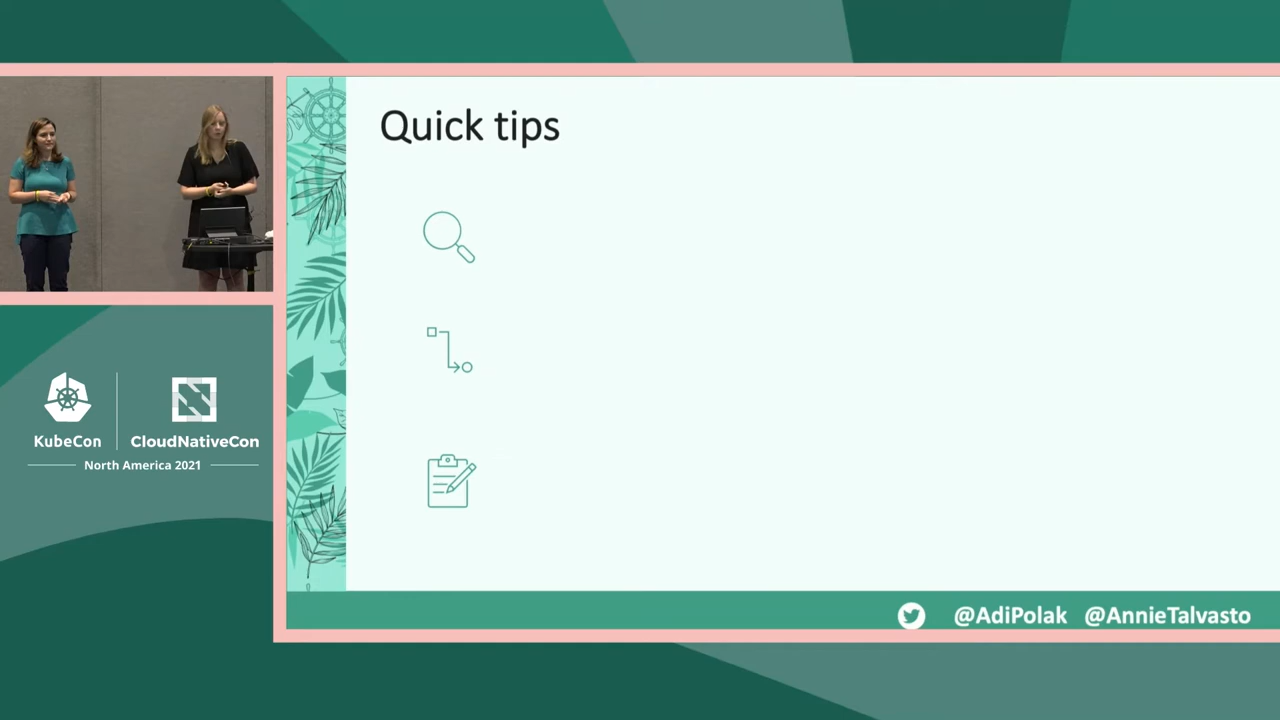 Quick tips
KubeCon
CloudNativeCon
North America 2021
@AdiPolak @AnnieTalvasto